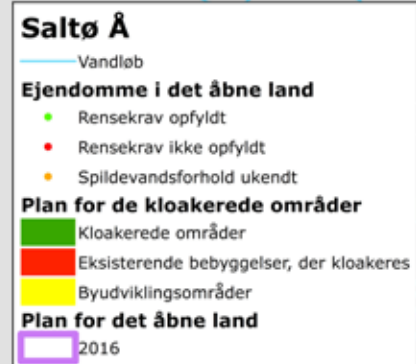 Saltø Å
Vandløb
Ejendomme i det åbne land
Rensekrav opfyldt
Rensekrav ikke opfyldt
Spildevandsforhold ukendt
Plan for de kloakerede områder
Kloakerede områder
Eksisterende bebyggelser, der kloakeres
Byudviklingsområder
Plan for det åbne land
2016